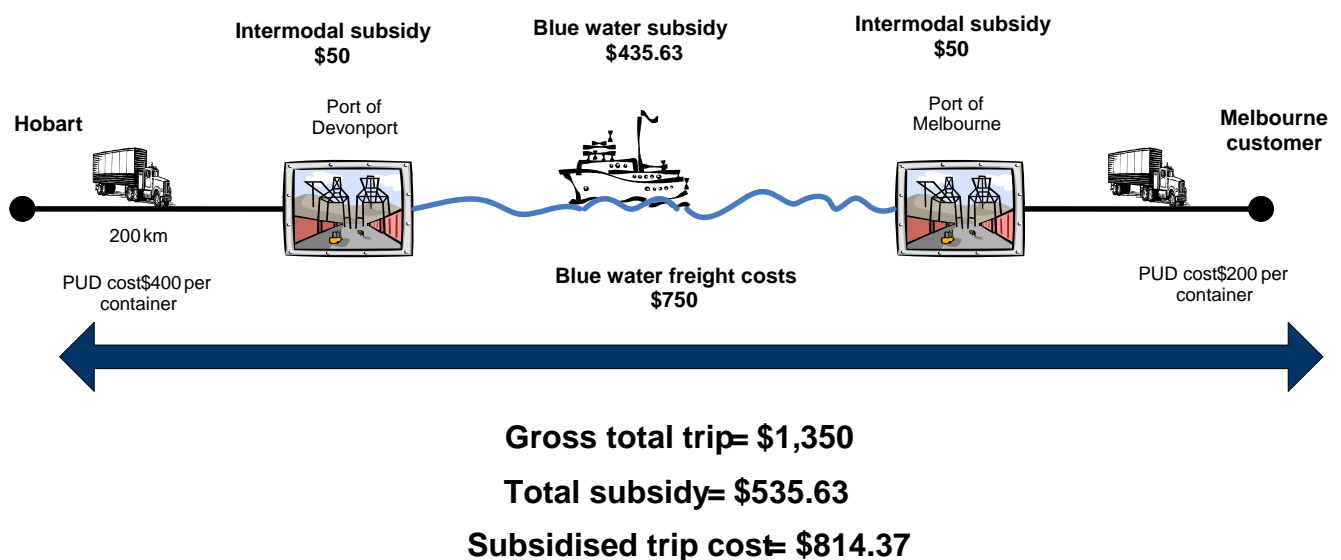 Intermodal subsidy
$50
Blue water subsidy
$435.63
Intermodal subsidy
$50
Hobart
Port of
Devonport
Port of
Melbourne
Melbourne
customer
200 km
PUD cost$400 per
container
Blue water freight costs
$750
PUD cost$200 per
container
Gross total trip= $1,350
Total subsidy= $535.63
Subsidised trip cost= $814.37